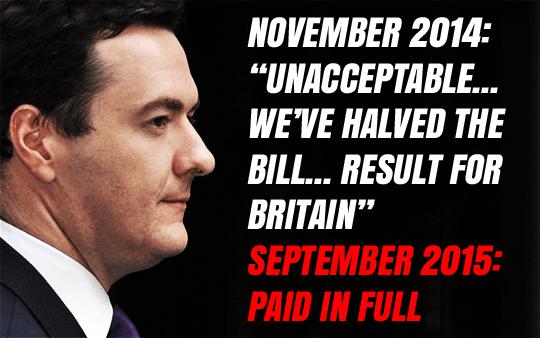 NOVEMBER 2014:
“UNACCEPTABLE...
WE’VE HALVED THE
BILL... RESULT FOR
BRITAIN”
SEPTEMBER 2015:
PAID IN FULL